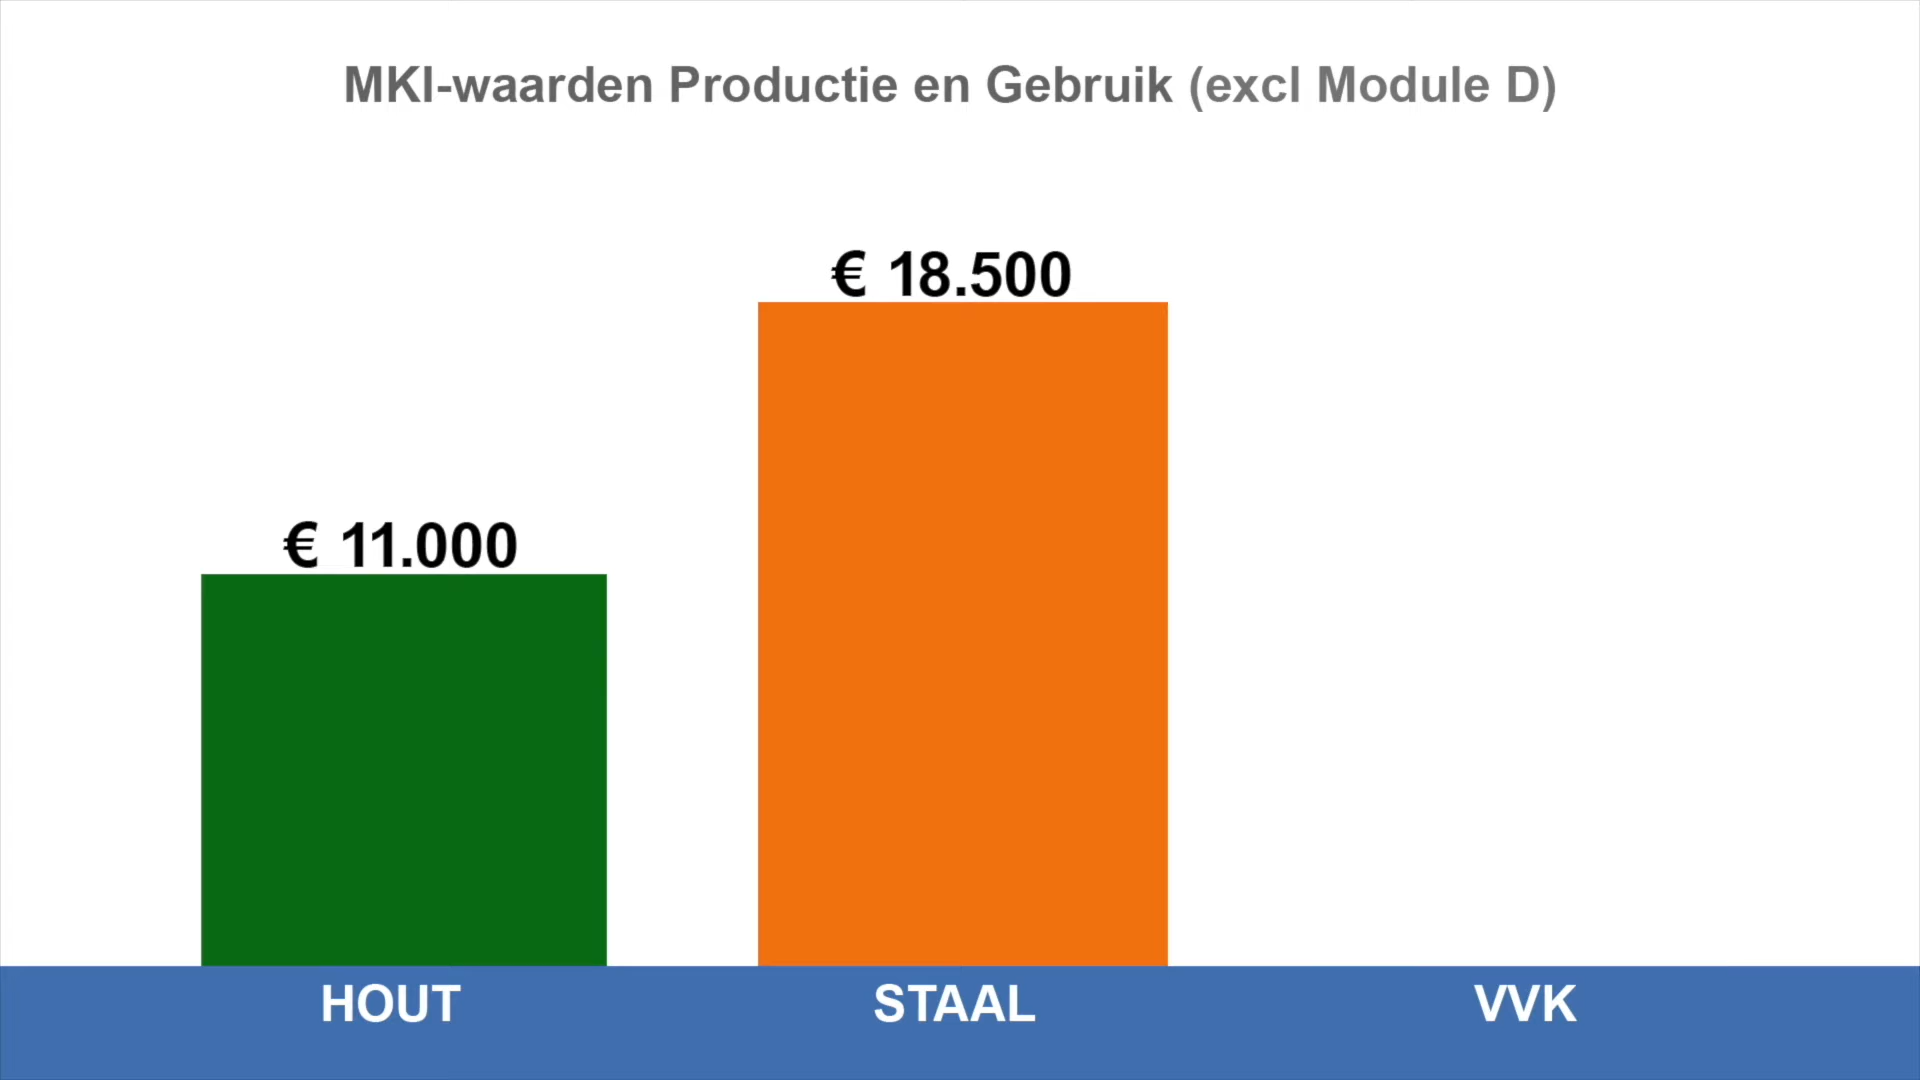 MKI-waarden Productie en Gebruik (excl Module D)
€ 18.500
€ 11.000
HOUT STAAL VVK